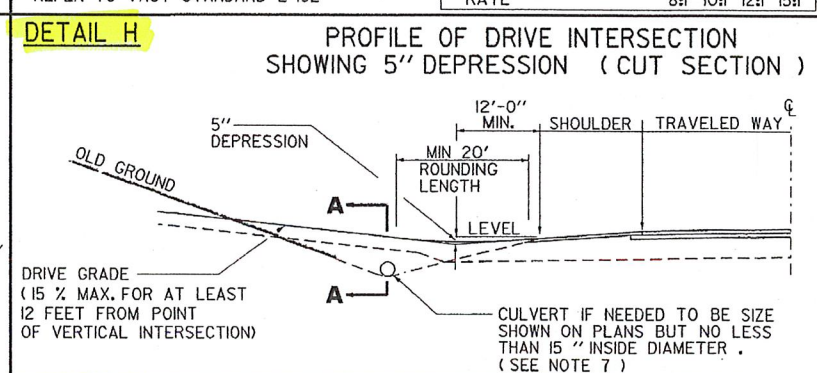 DETAIL H
PROFILE OF DRIVE INTERSECTION
SHOWING 5" DEPRESSION ( CUT SECTION )
12'-0"
MIN.
SHOULDER
TRAVELED WAY
5"
DEPRESSION
MIN 20'
ROUNDING
LENGTH
OLD GROUND
A
LEVEL
DRIVE GRADE
(15 % MAX. FOR AT LEAST
12 FEET FROM POINT
OF VERTICAL INTERSECTION)
A
CULVERT IF NEEDED TO BE SIZE
SHOWN ON PLANS BUT NO LESS
THAN 15 " INSIDE DIAMETER .
( SEE NOTE 7 )